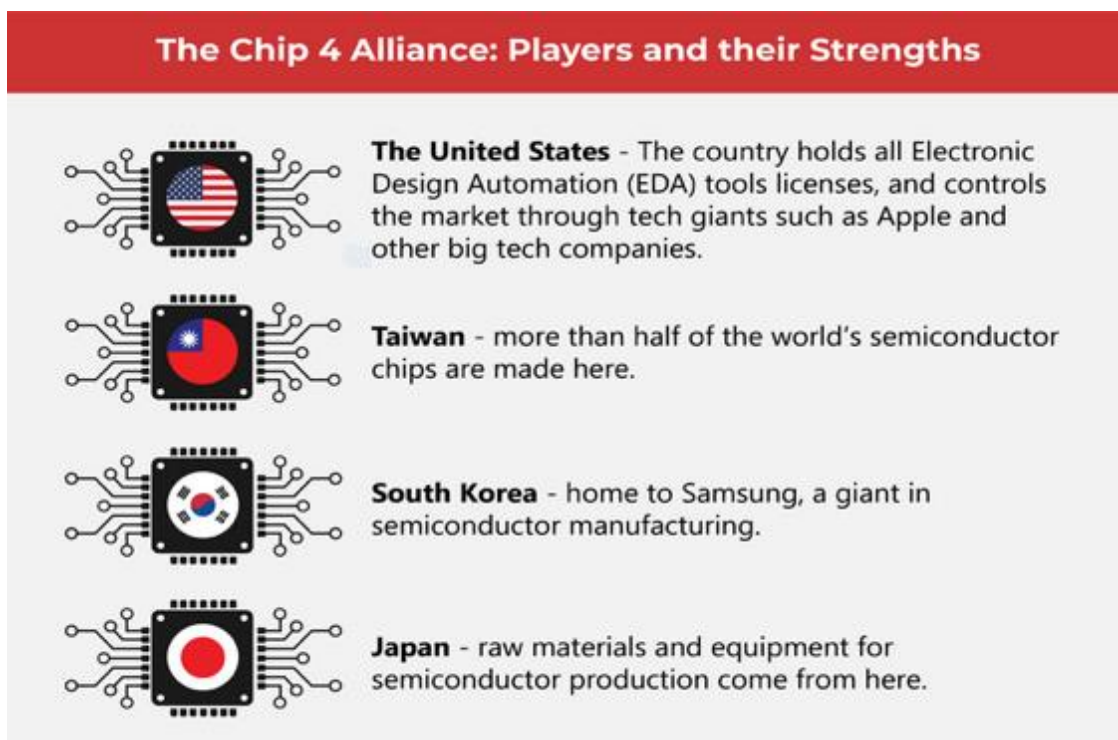 The Chip 4 Alliance: Players and their Strengths
The United States - The country holds all Electronic
Design Automation (EDA) tools licenses, and controls
the market through tech giants such as Apple and
other big tech companies.
Taiwan - more than half of the world’s semiconductor
chips are made here.
South Korea - home to Samsung, a giant in
semiconductor manufacturing.
Japan - raw materials and equipment for
semiconductor production come from here.